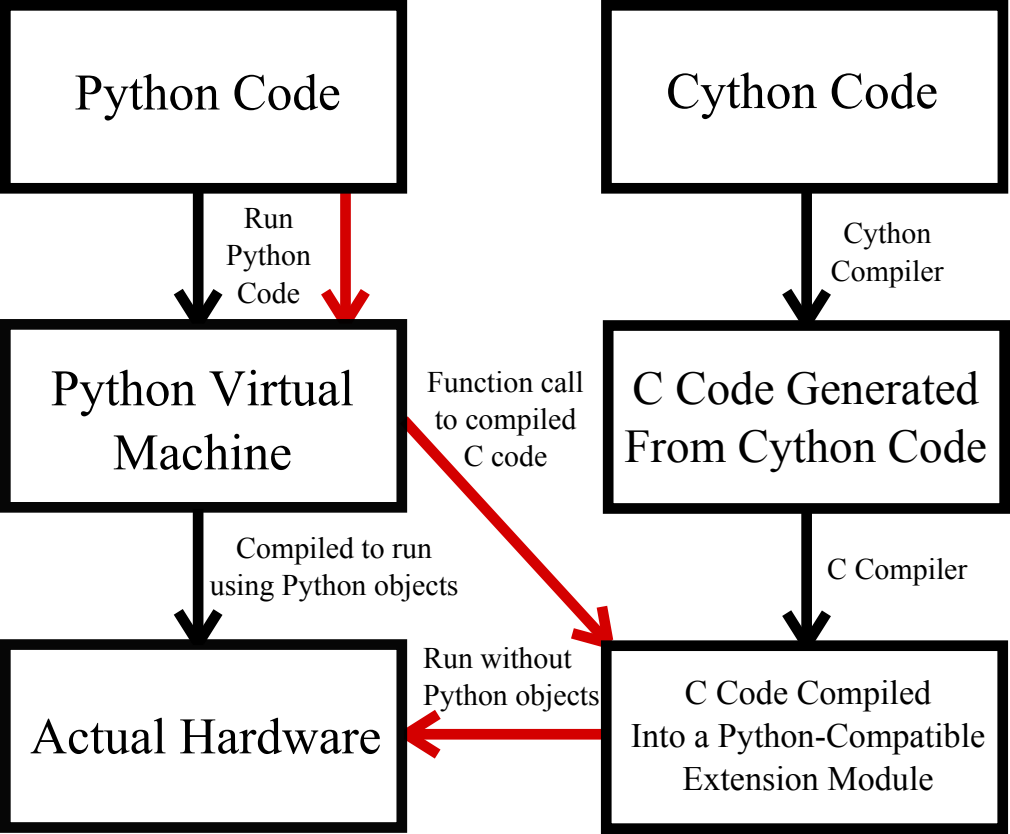 Python Code
Cython Code
Run
Python
Code
Cython
Compiler
Python Virtual
Machine
Function call
to compiled
C code
C Code Generated
From Cython Code
Compiled to run
using Python objects
C Compiler
Actual Hardware
Run without
Python objects
C Code Compiled
Into a Python-Compatible
Extension Module